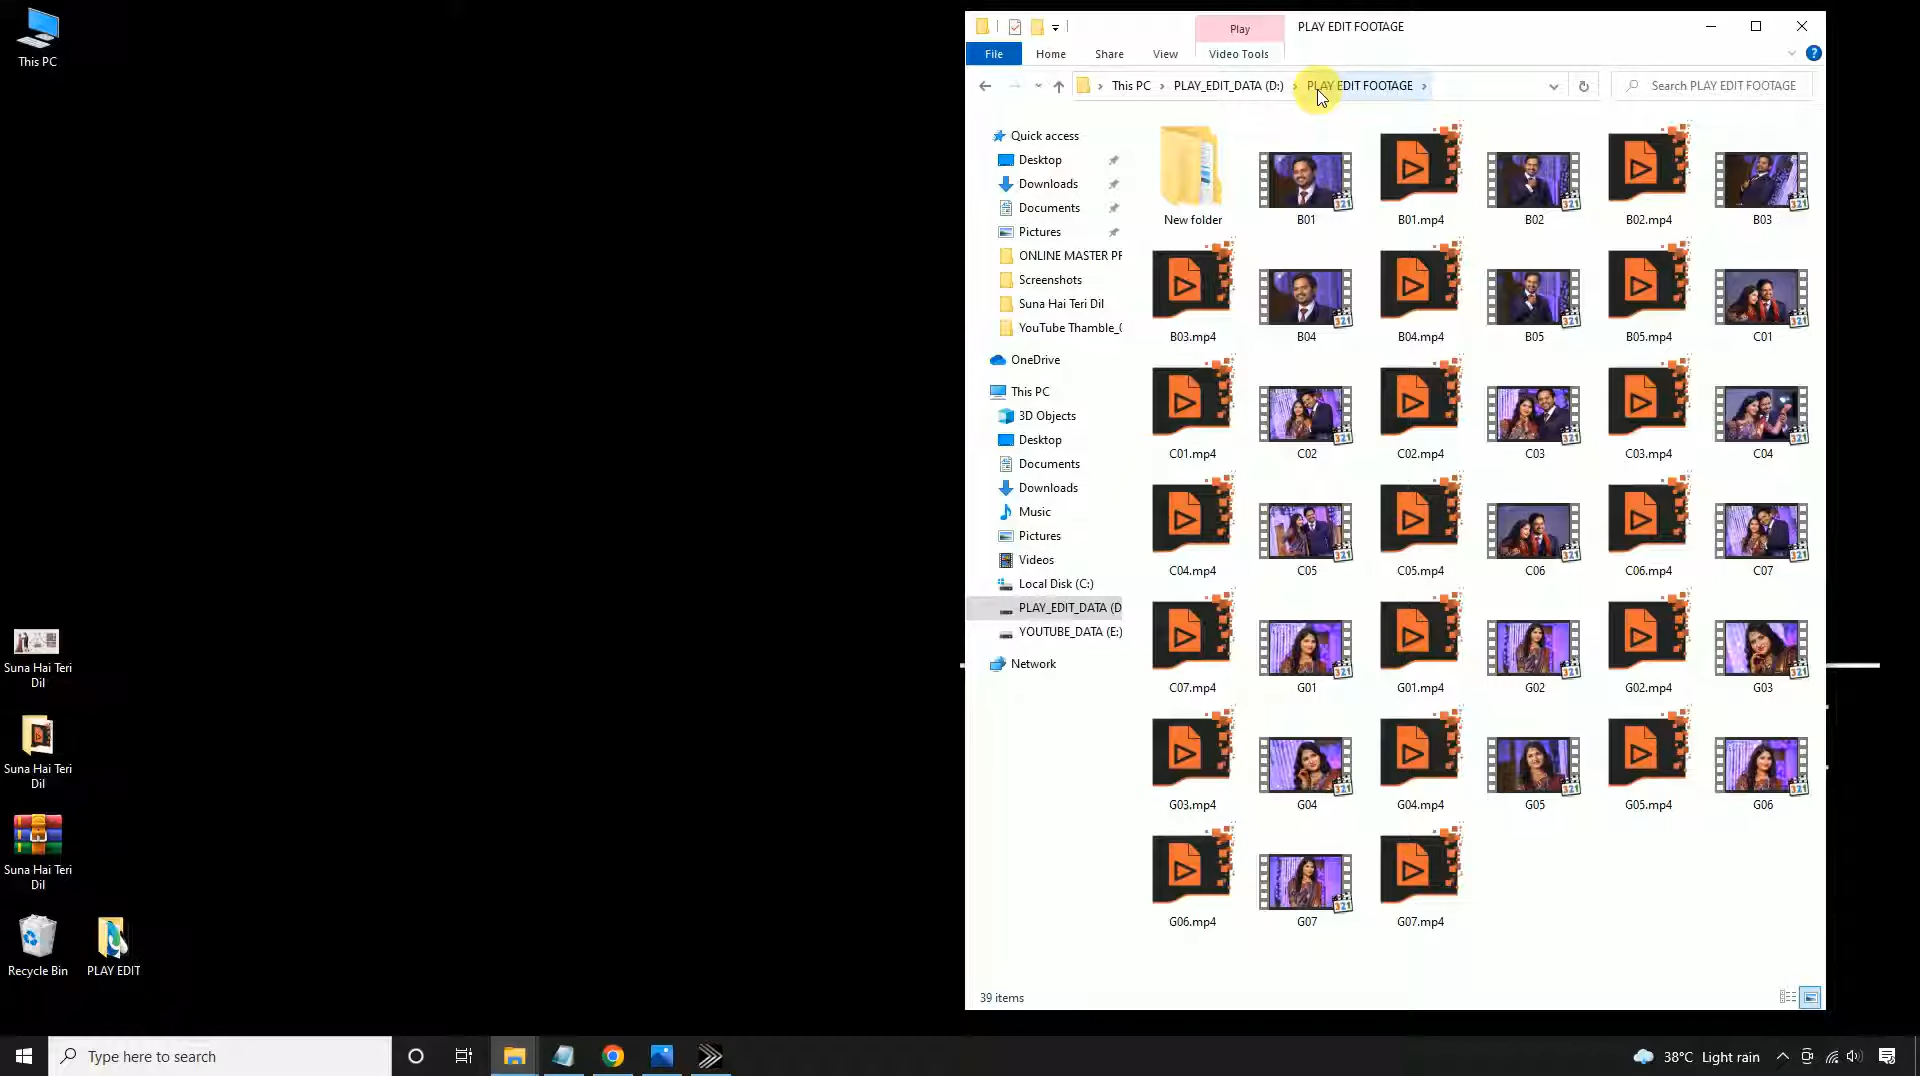 This PC
Suna Hai Teri
Dil
Suna Hai Teri
Dil
Suna Hai Teri
Dil
Recycle Bin
PLAY EDIT
Play
PLAY EDIT FOOTAGE
File
Home
Share
View
Video Tools
This PC
PLAY_EDIT_DATA (D:)
PLAY EDIT FOOTAGE
Search PLAY EDIT FOOTAGE
Quick access
Desktop
Downloads
Documents
Pictures
ONLINE MASTER PF
Screenshots
Suna Hai Teri Dil
YouTube Thamble_(
OneDrive
This PC
3D Objects
Desktop
Documents
Downloads
Music
Pictures
Videos
Local Disk (C:)
PLAY_EDIT_DATA (D
YOUTUBE_DATA (E:)
Network
New folder
B01
B01.mp4
B02
B02.mp4
B03
B03.mp4
B04
B04.mp4
B05
B05.mp4
C01
C01.mp4
C02
C02.mp4
C03
C03.mp4
C04
C04.mp4
C05
C05.mp4
C06
C06.mp4
C07
C07.mp4
G01
G01.mp4
G02
G02.mp4
G03
G03.mp4
G04
G04.mp4
G05
G05.mp4
G06
G06.mp4
G07
G07.mp4
39 items
Type here to search
38°C Light rain